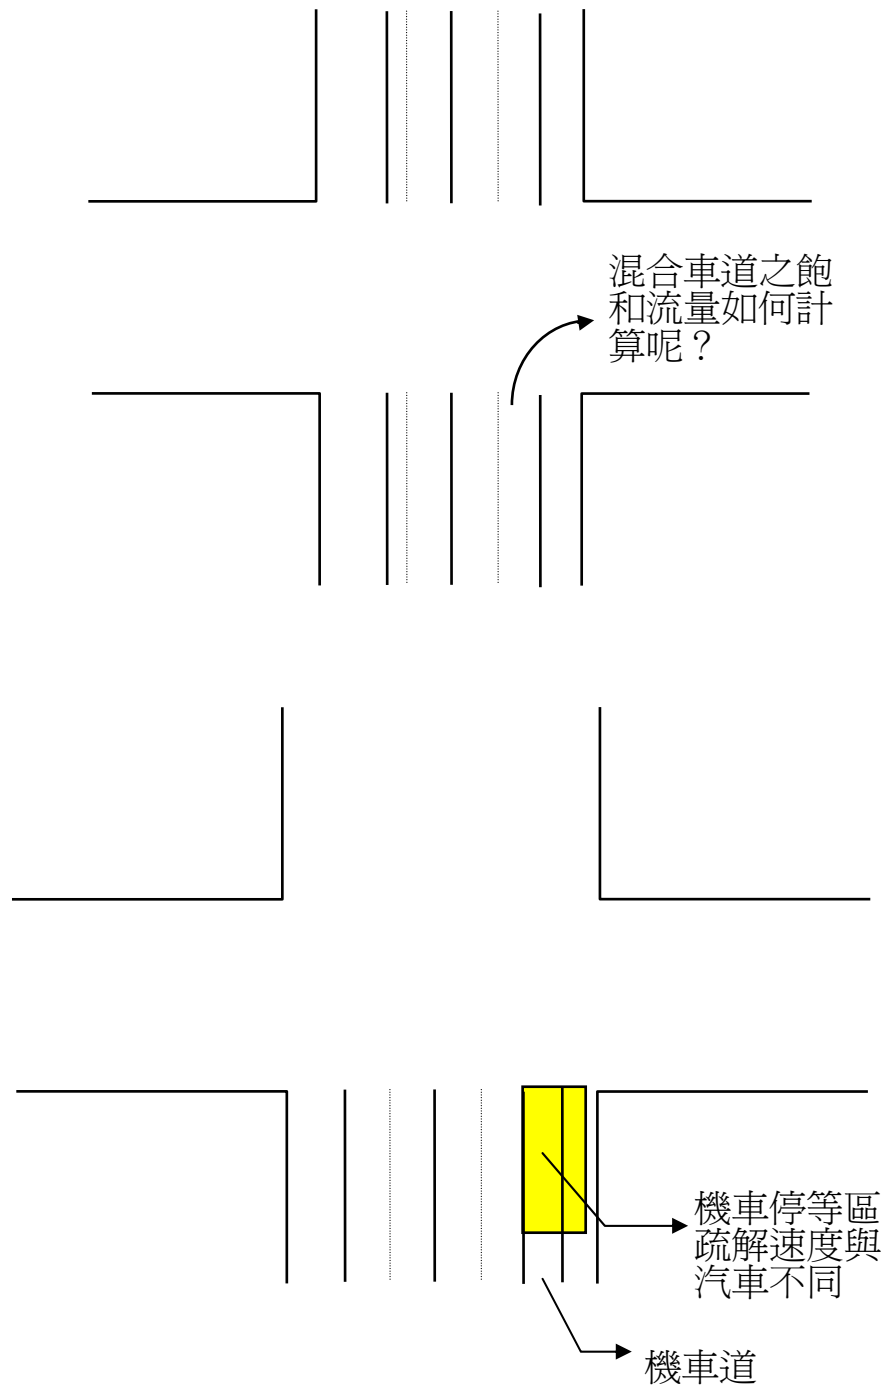 混合車道之飽
和流量如何計
算呢？
機車停等區
疏解速度與
汽車不同
機車道